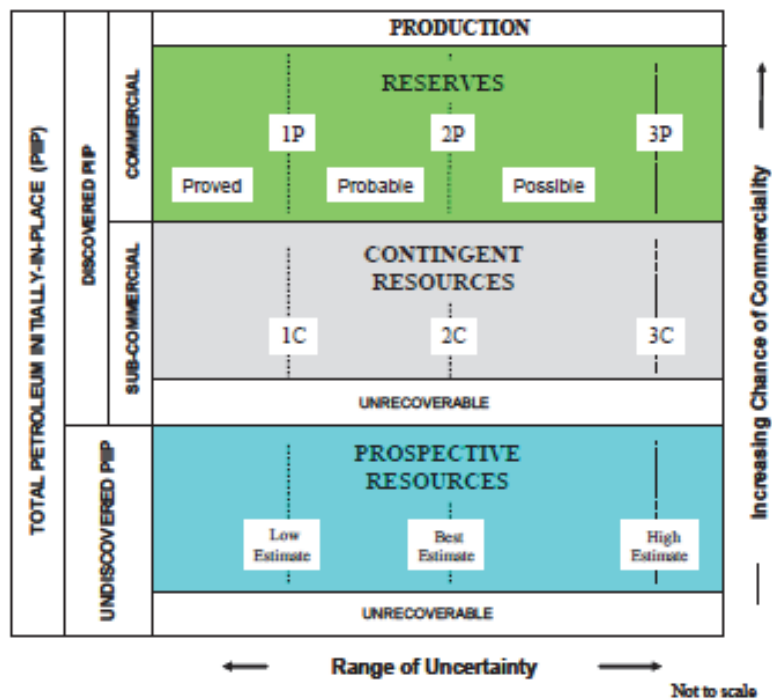 PRODUCTION
RESERVES
1P
2P
3P
Proved
Probable
Possible
CONTINGENT
RESOURCES
1C
2C
3C
UNRECOVERABLE
PROSPECTIVE
RESOURCES
Low
Estimate
Best
Estimate
High
Estimate
UNRECOVERABLE
TOTAL PETROLEUM INITIALLY-IN-PLACE (PIIP)
DISCOVERED PIIP
UNDISCOVERED PIIP
COMMERCIAL
SUB-COMMERCIAL
Increasing Chance of Commerciality
Range of Uncertainty
Not to scale